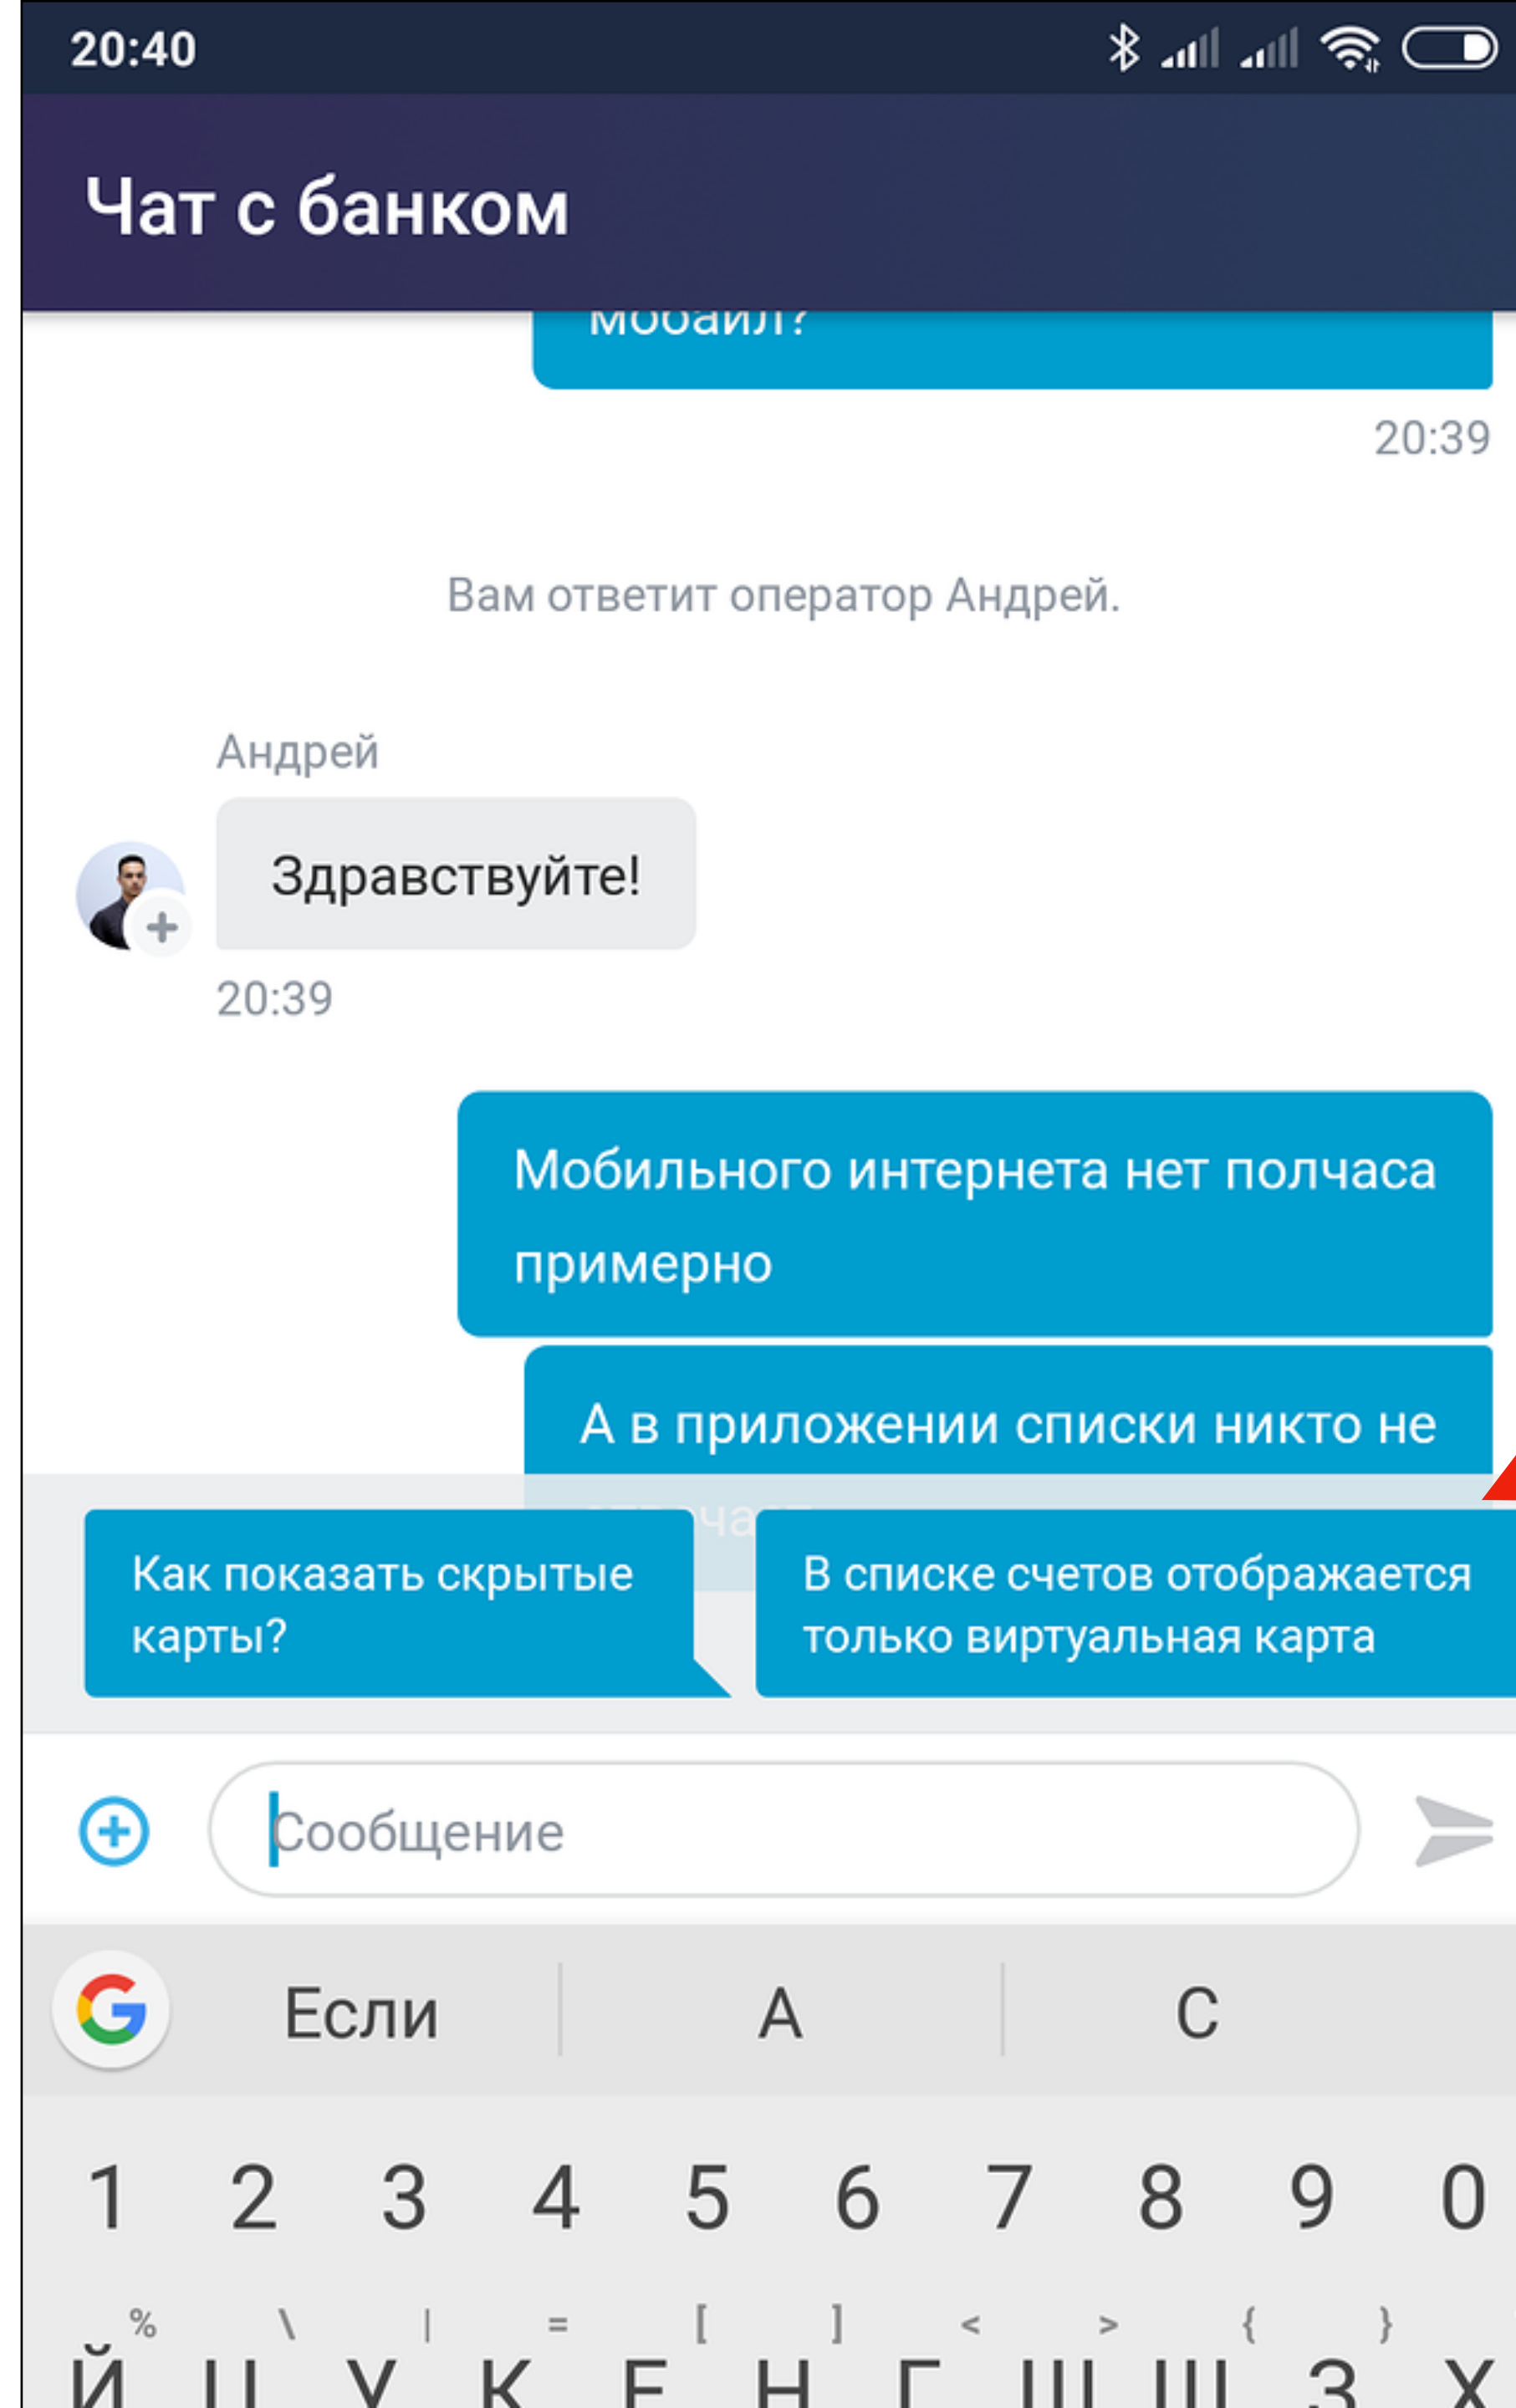 20:40
Чат с банком
мобайл?
20:39
Вам ответит оператор Андрей.
Андрей
Здравствуйте!
20:39
Мобильного интернета нет полчаса
примерно
А в приложении списки никто не
Как показать скрытые
карты?
В списке счетов отображается
только виртуальная карта
Сообщение
Если А С
1 2 3 4 5 6 7 8 9 0
% \ | = [ ] < > { }
Й Ц У К Е Н Г Ш Щ З Х